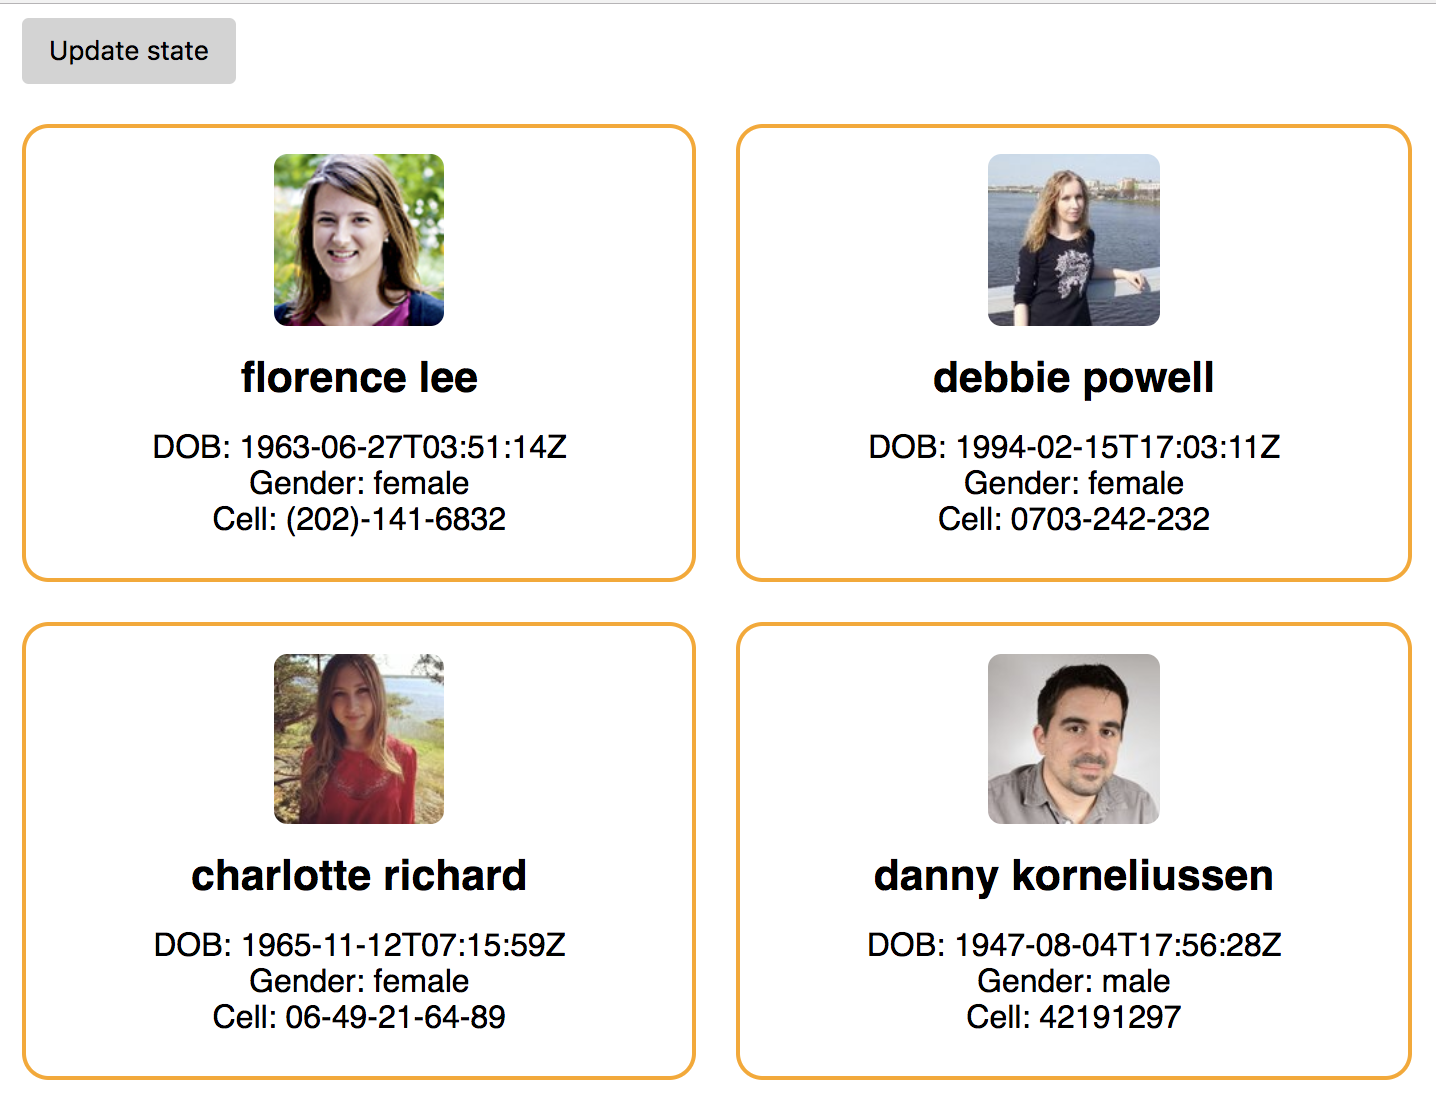 Update state
florence lee
DOB: 1963-06-27T03:51:14Z
Gender: female
Cell: (202)-141-6832
debbie powell
DOB: 1994-02-15T17:03:11Z
Gender: female
Cell: 0703-242-232
charlotte richard
DOB: 1965-11-12T07:15:59Z
Gender: female
Cell: 06-49-21-64-89
danny korneliussen
DOB: 1947-08-04T17:56:28Z
Gender: male
Cell: 42191297